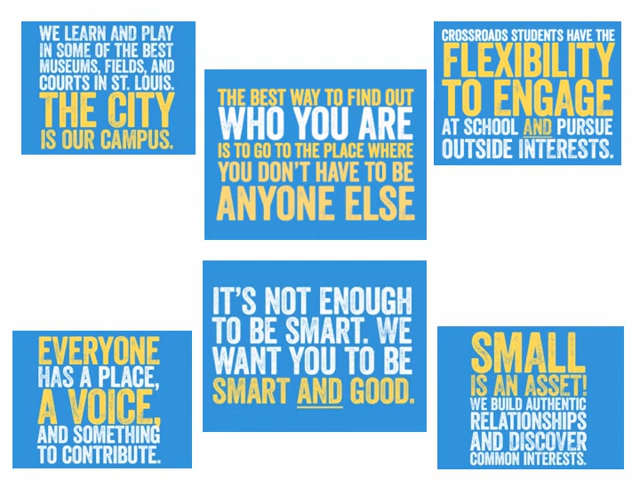 WE LEARN AND PLAY
IN SOME OF THE BEST
MUSEUMS, FIELDS, AND
COURTS IN ST. LOUIS.
THE CITY
IS OUR CAMPUS.
THE BEST WAY TO FIND OUT
WHO YOU ARE
IS TO GO TO THE PLACE WHERE
YOU DON'T HAVE TO BE
ANYONE ELSE
CROSSROADS STUDENTS HAVE THE
FLEXIBILITY
TO ENGAGE
AT SCHOOL AND PURSUE
OUTSIDE INTERESTS.
EVERYONE
HAS A PLACE,
A VOICE,
AND SOMETHING
TO CONTRIBUTE.
IT'S NOT ENOUGH
TO BE SMART. WE
WANT YOU TO BE
SMART AND GOOD.
SMALL
IS AN ASSET!
WE BUILD AUTHENTIC
RELATIONSHIPS
AND DISCOVER
COMMON INTERESTS.